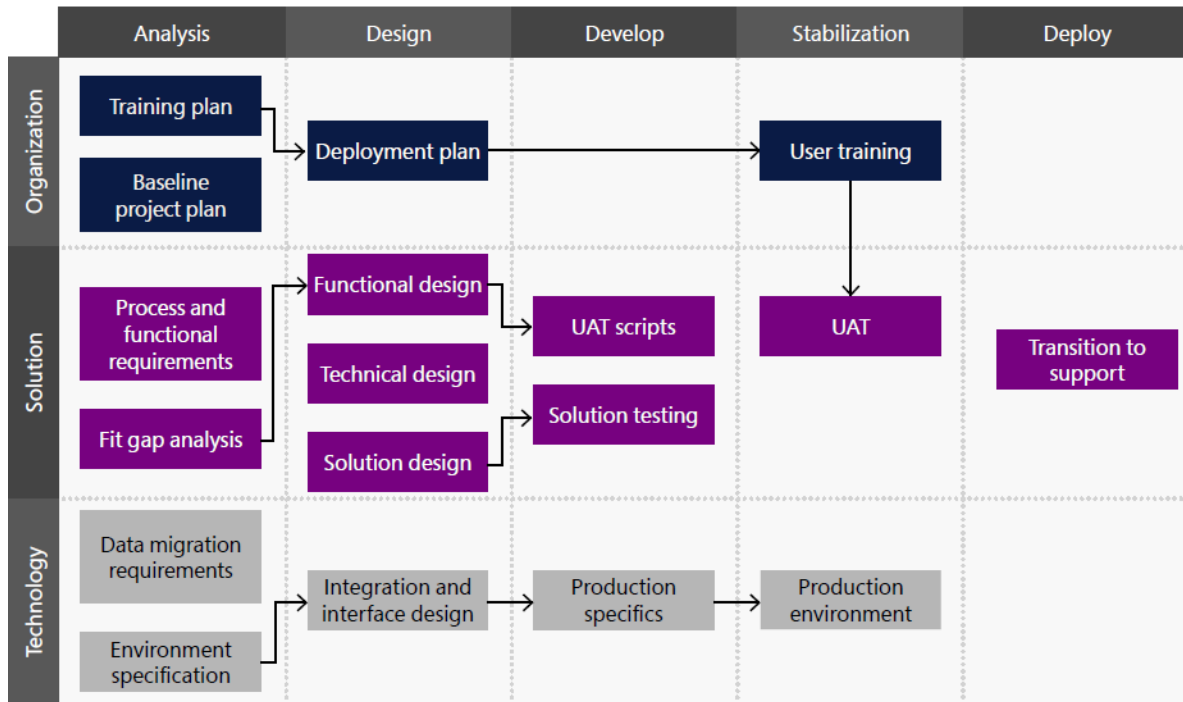 Analysis
Design
Develop
Stabilization
Deploy
Organization
Training plan
Baseline
project plan
Deployment plan
User training
Solution
Process and
functional
requirements
Fit gap analysis
Functional design
Technical design
Solution design
UAT scripts
Solution testing
UAT
Transition to
support
Technology
Data migration
requirements
Environment
specification
Integration and
interface design
Production
specifics
Production
environment